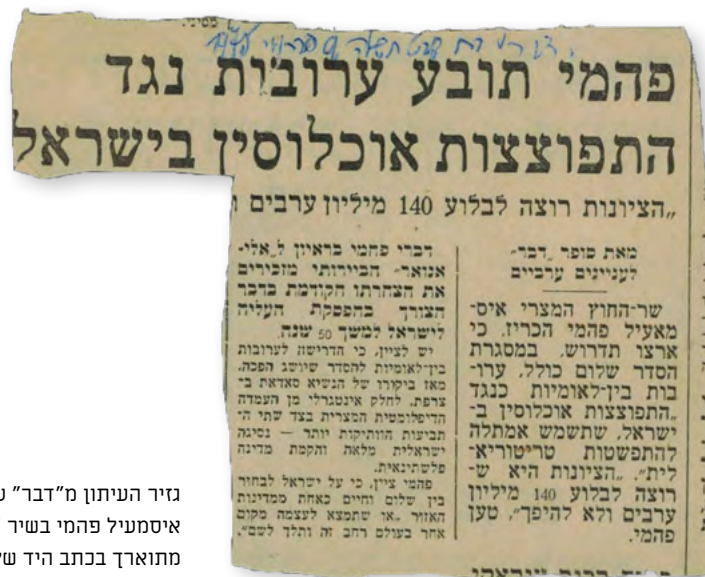 מסיני.
פהמי תובע ערובית נגד
התפוצצות אוכלוסין בישראל
„הציונות רוצה לבלוע 140 מיליון ערבים ו
מאת סופר „דבר״
לעניינים ערביים
שר-החוץ המצרי איס-
מאעיל פהמי הכריז, כי
ארצו תדרוש, במסגרת
הסדר שלום כולל, ערו-
בות בין-לאומיות כנגד
„התפוצצות אוכלוסין ב-
ישראל, שתשמש אמתלה
להתפשטות טריטוריא-
לית״. „הציונות היא ש-
רוצה לבלוע 140 מיליון
ערבים ולא להיפך״, טען
פהמי.
דברי פהמי בראיון ל„אלי-
אנואר״ הביירותי מזכירים
את הצהרתו הקודמת בדבר
הצורך בהפסקת העליה
לישראל למשך 50 שנה.
יש לציין, כי הדרישה לערובות
בין-לאומיות להסדר שיושג הפכה,
מאז ביקורו של הנשיא סאדאת ב-
צרפת, לחלק אינטגרלי מן העמדה
הדיפלומטית המצרית בצד שתי ה-
תביעות הוותיקות יותר — נסיגה
ישראלית מלאה והקמת מדינה
פלשתינאית.
פהמי ציין, כי על ישראל לבחור
בין שלום וחיים כאחת ממדינות
האזור „או שתמצא לעצמה מקום
אחר בעולם רחב זה ותלך לשם״.
גזיר העיתון מ"דבר" ע
איסמעיל פהמי בשיר
מתוארך בכתב היד של